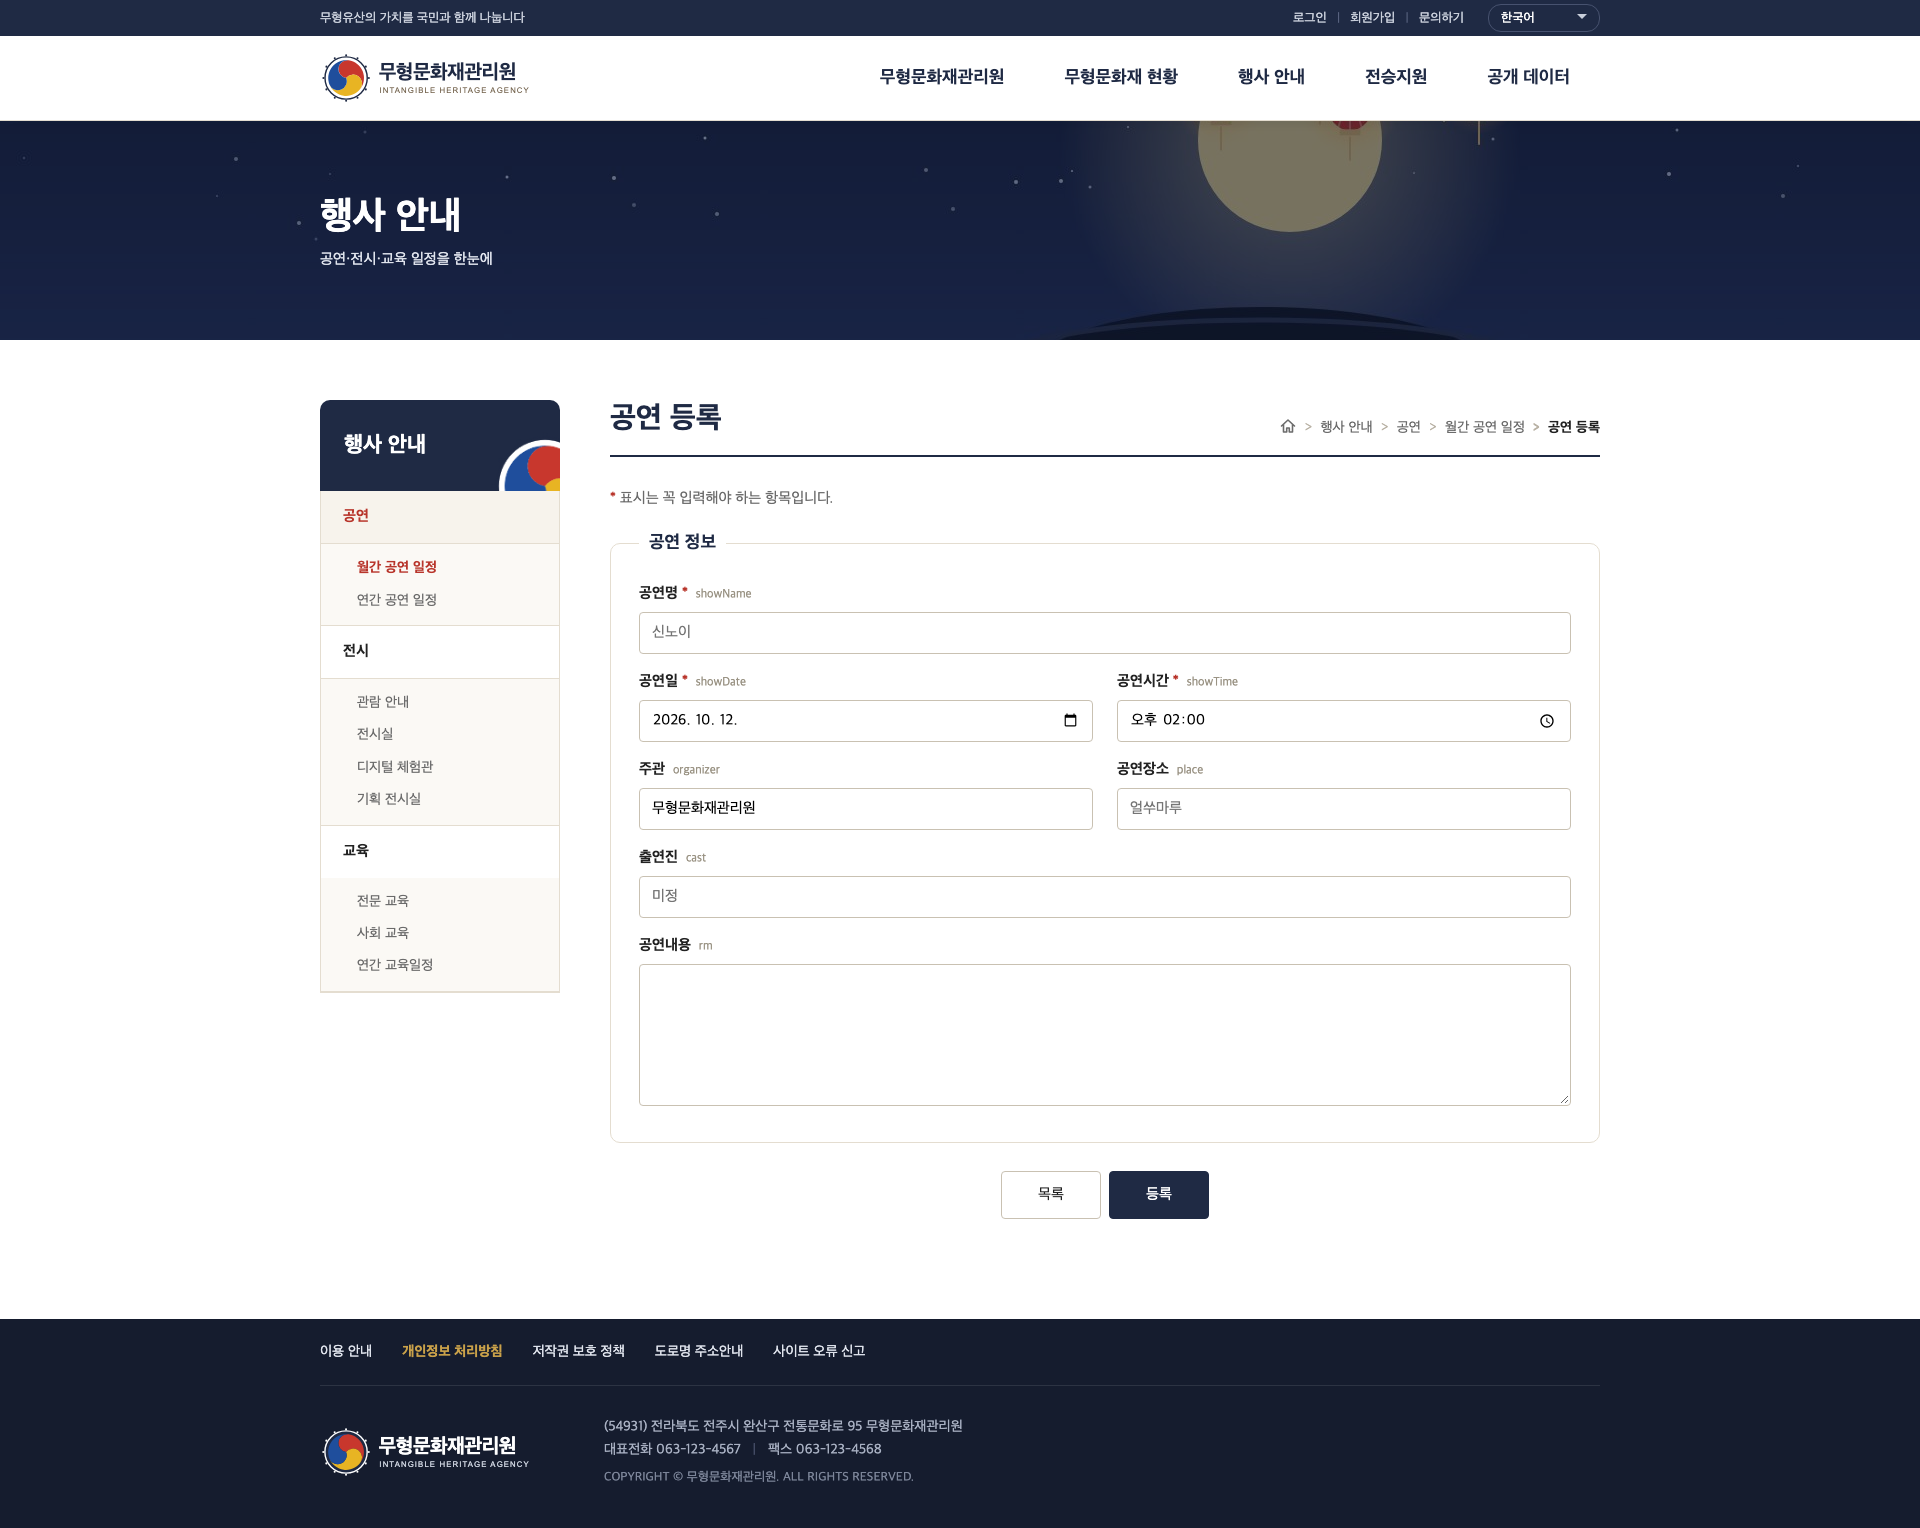 무형유산의 가치를 국민과 함께 나눕니다
로그인 | 회원가입 | 문의하기 한국어
무형문화재관리원
INTANGIBLE HERITAGE AGENCY
무형문화재관리원 무형문화재 현황 행사 안내 전승지원 공개 데이터
행사 안내
공연·전시·교육 일정을 한눈에
행사 안내
공연
월간 공연 일정
연간 공연 일정
전시
관람 안내
전시실
디지털 체험관
기획 전시실
교육
전문 교육
사회 교육
연간 교육일정
공연 등록
> 행사 안내 > 공연 > 월간 공연 일정 > 공연 등록
* 표시는 꼭 입력해야 하는 항목입니다.
공연 정보
공연명 * showName
신노이
공연일 * showDate
2026. 10. 12.
공연시간 * showTime
오후 02:00
주관 organizer
무형문화재관리원
공연장소 place
얼쑤마루
출연진 cast
미정
공연내용 rm
목록
등록
이용 안내 개인정보 처리방침 저작권 보호 정책 도로명 주소안내 사이트 오류 신고
무형문화재관리원
INTANGIBLE HERITAGE AGENCY
(54931) 전라북도 전주시 완산구 전통문화로 95 무형문화재관리원
대표전화 063-123-4567 | 팩스 063-123-4568
COPYRIGHT © 무형문화재관리원. ALL RIGHTS RESERVED.